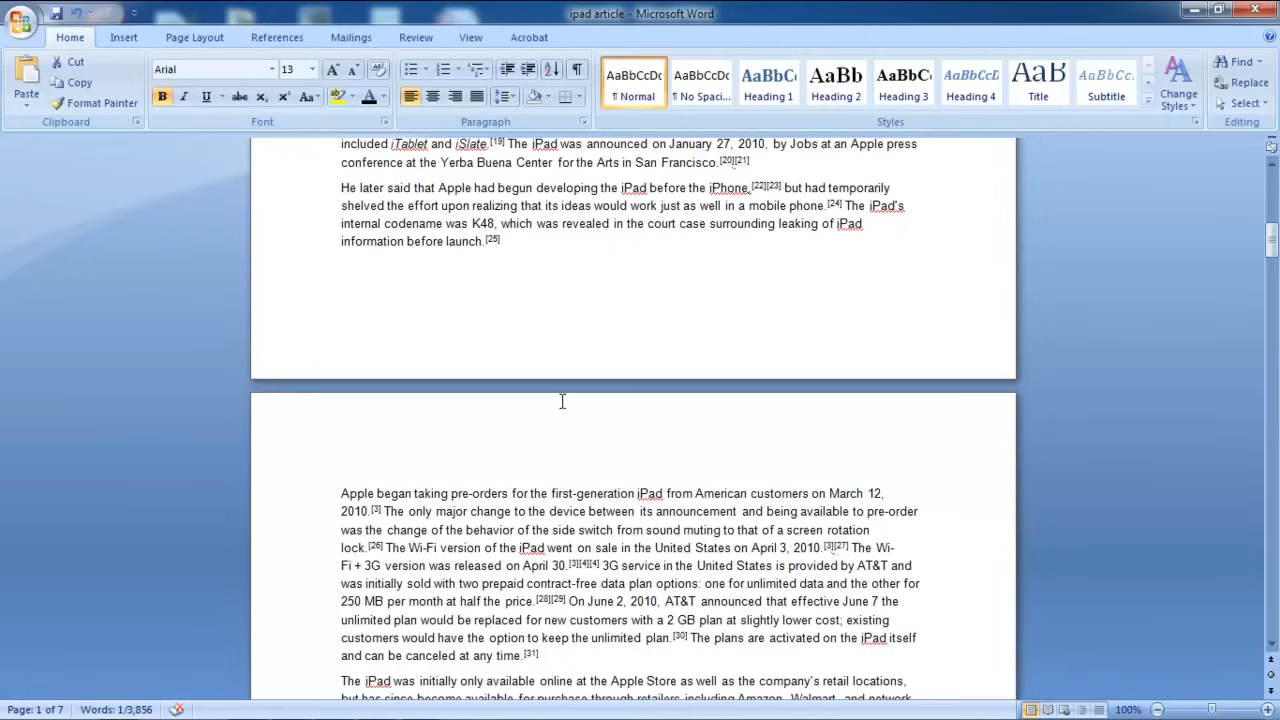 ipad article - Microsoft Word
Home Insert Page Layout References Mailings Review View Acrobat
Paste Cut Copy Format Painter
Arial 13
AaBbCcDc AaBbCcDc AaBbC AaBb AaBbC AaBbCcD AaB AaBbCcD
¶ Normal ¶ No Spaci... Heading 1 Heading 2 Heading 3 Heading 4 Title Subtitle
Change Styles Find Replace Select
Clipboard Font Paragraph Styles Editing
included iTablet and iSlate.[19] The iPad was announced on January 27, 2010, by Jobs at an Apple press
conference at the Yerba Buena Center for the Arts in San Francisco.[20][21]
He later said that Apple had begun developing the iPad before the iPhone,[22][23] but had temporarily
shelved the effort upon realizing that its ideas would work just as well in a mobile phone.[24] The iPad's
internal codename was K48, which was revealed in the court case surrounding leaking of iPad
information before launch.[25]
Apple began taking pre-orders for the first-generation iPad from American customers on March 12,
2010.[3] The only major change to the device between its announcement and being available to pre-order
was the change of the behavior of the side switch from sound muting to that of a screen rotation
lock.[26] The Wi-Fi version of the iPad went on sale in the United States on April 3, 2010.[3][27] The Wi-
Fi + 3G version was released on April 30.[3][4][4] 3G service in the United States is provided by AT&T and
was initially sold with two prepaid contract-free data plan options: one for unlimited data and the other for
250 MB per month at half the price.[28][29] On June 2, 2010, AT&T announced that effective June 7 the
unlimited plan would be replaced for new customers with a 2 GB plan at slightly lower cost; existing
customers would have the option to keep the unlimited plan.[30] The plans are activated on the iPad itself
and can be canceled at any time.[31]
The iPad was initially only available online at the Apple Store as well as the company's retail locations,
but has since become available for purchase through retailers including Amazon, Walmart, and network
Page: 1 of 7 Words: 1/3,856 100%